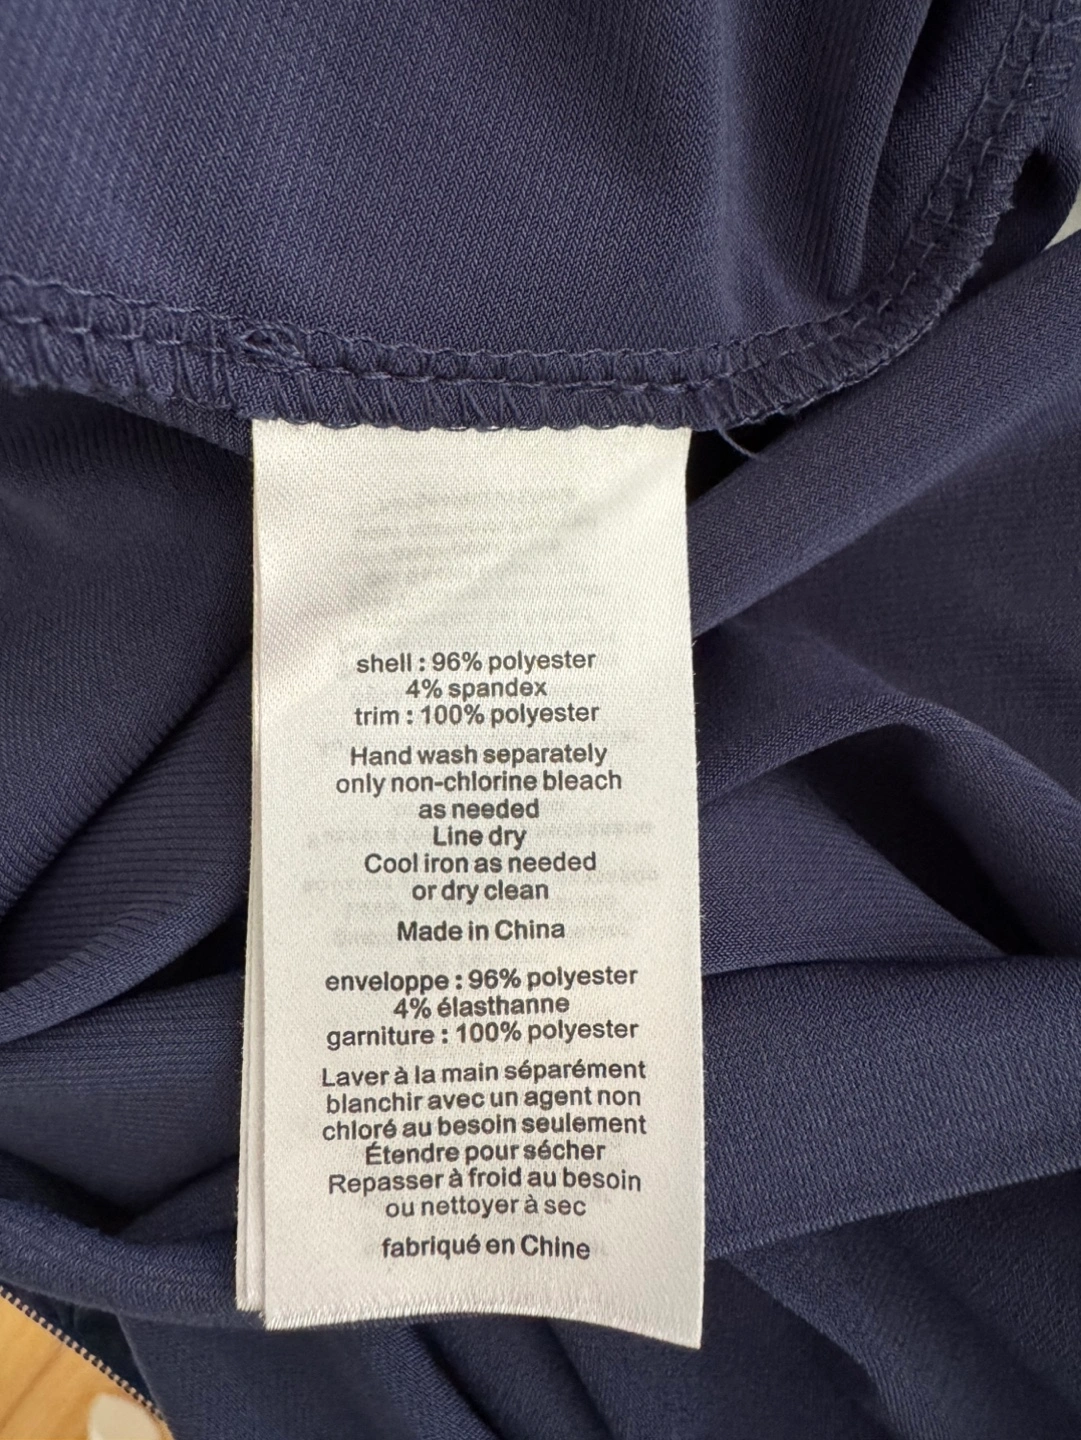 shell : 96% polyester
4% spandex
trim : 100% polyester
Hand wash separately
only non-chlorine bleach
as needed
Line dry
Cool iron as needed
or dry clean
Made in China
enveloppe : 96% polyester
4% élasthanne
garniture : 100% polyester
Laver à la main séparément
blanchir avec un agent non
chloré au besoin seulement
Étendre pour sécher
Repasser à froid au besoin
ou nettoyer à sec
fabriqué en Chine